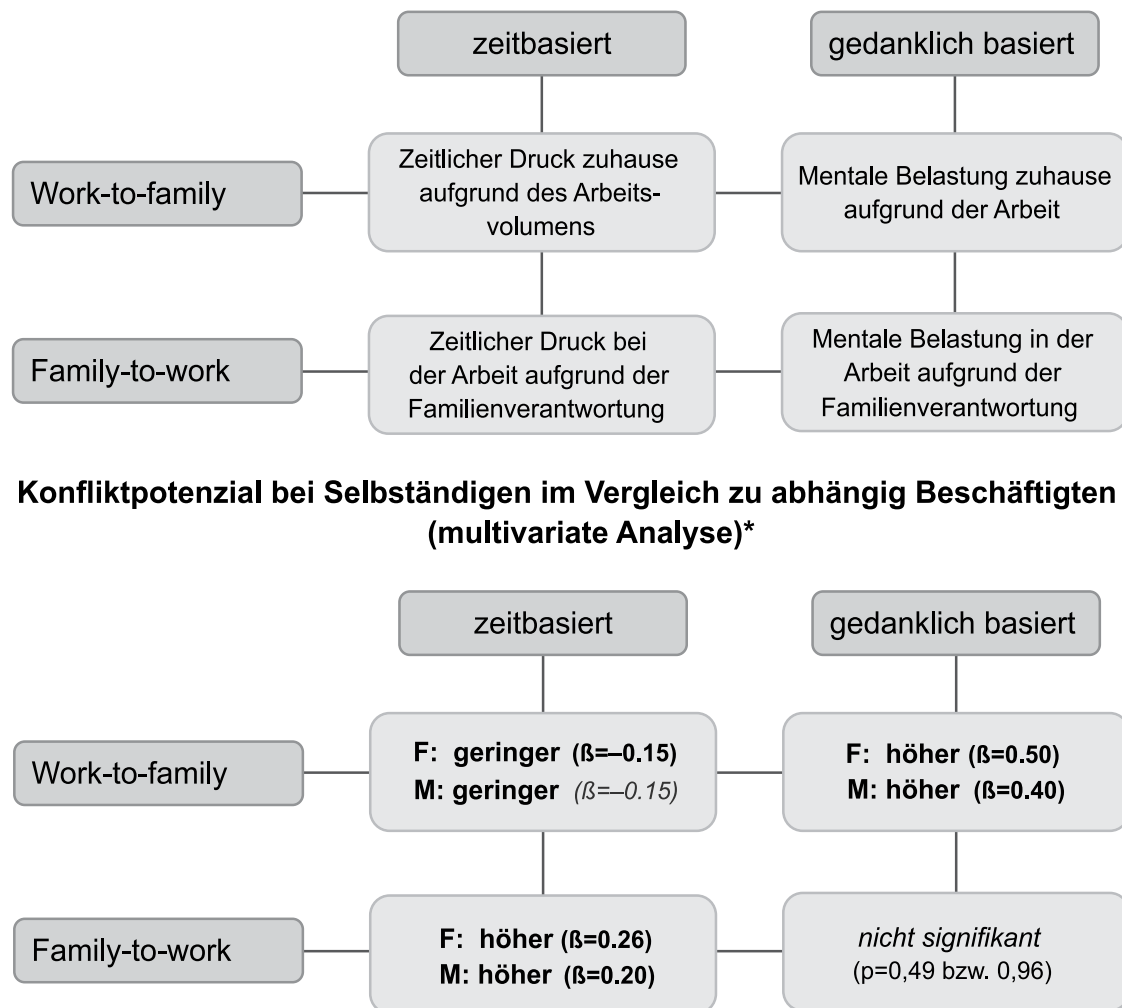 zeitbasiert
gedanklich basiert
Work-to-family
Zeitlicher Druck zuhause
aufgrund des Arbeits-
volumens
Mentale Belastung zuhause
aufgrund der Arbeit
Family-to-work
Zeitlicher Druck bei
der Arbeit aufgrund der
Familienverantwortung
Mentale Belastung in der
Arbeit aufgrund der
Familienverantwortung
Konfliktpotenzial bei Selbständigen im Vergleich zu abhängig Beschäftigten
(multivariate Analyse)*
zeitbasiert
gedanklich basiert
Work-to-family
F: geringer (ß=–0.15)
M: geringer (ß=–0.15)
F: höher (ß=0.50)
M: höher (ß=0.40)
Family-to-work
F: höher (ß=0.26)
M: höher (ß=0.20)
nicht signifikant
(p=0,49 bzw. 0,96)